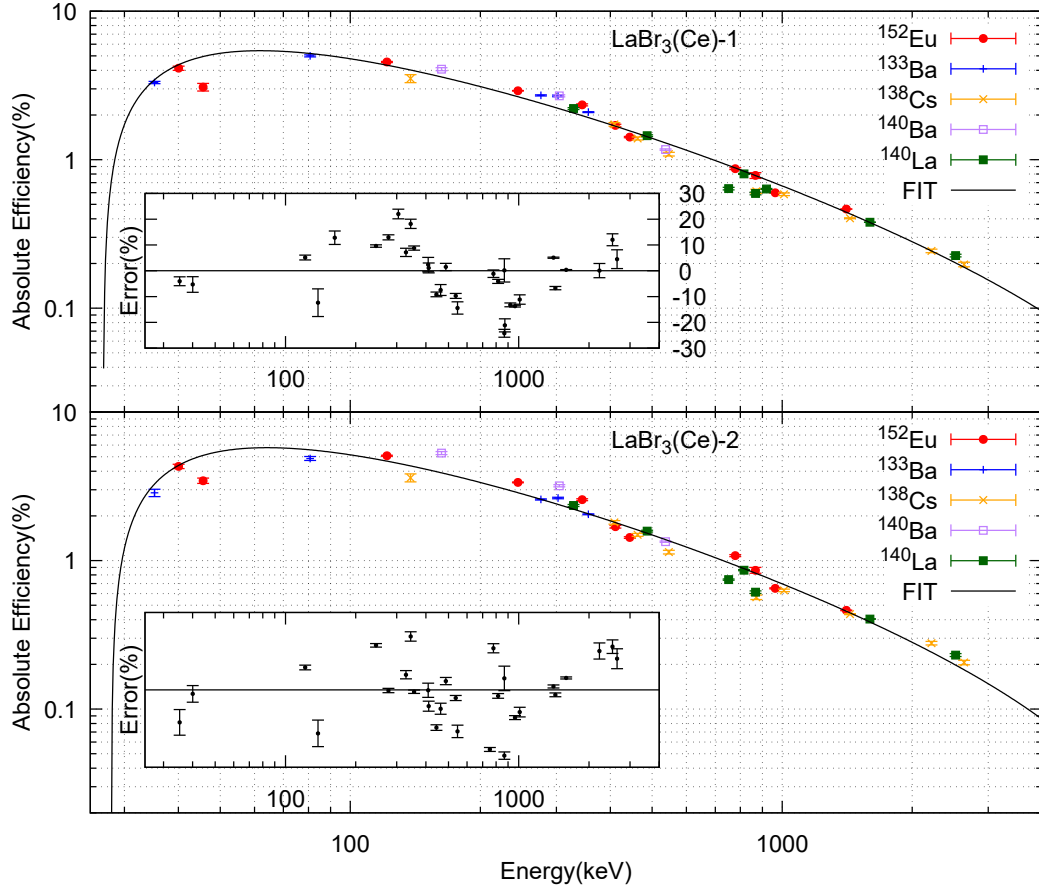 10
1
0.1
Absolute Efficiency(%)
LaBr₃(Ce)-1
¹⁵²Eu
¹³³Ba
¹³⁸Cs
¹⁴⁰Ba
¹⁴⁰La
FIT
Error(%)
30
20
10
0
-10
-20
-30
100
1000
10
1
0.1
Absolute Efficiency(%)
LaBr₃(Ce)-2
¹⁵²Eu
¹³³Ba
¹³⁸Cs
¹⁴⁰Ba
¹⁴⁰La
FIT
Error(%)
100
1000
100
1000
Energy(keV)